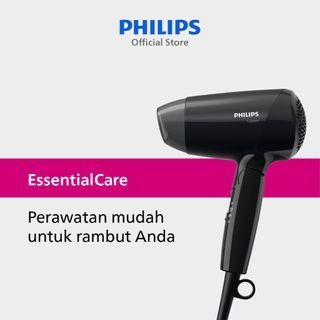 PHILIPS
Official Store
PHILIPS
EssentialCare
Perawatan mudah
untuk rambut Anda